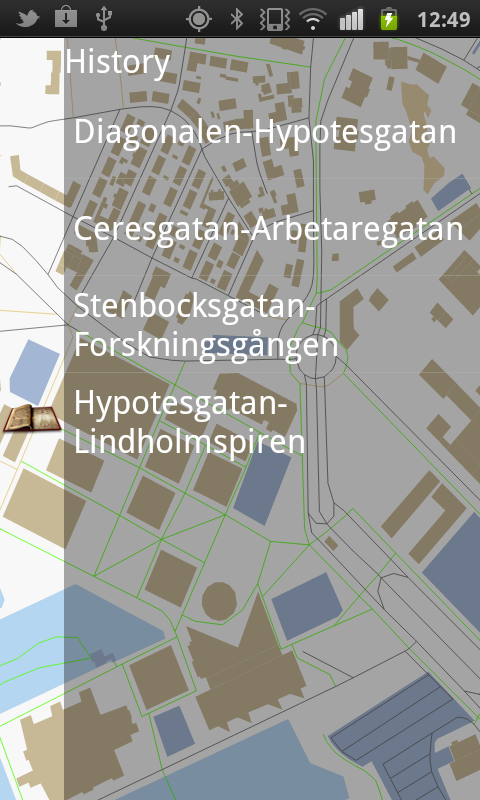 12:49
History
Diagonalen-Hypotesgatan
Ceresgatan-Arbetaregatan
Stenbocksgatan-
Forskningsgången
Hypotesgatan-
Lindholmspiren